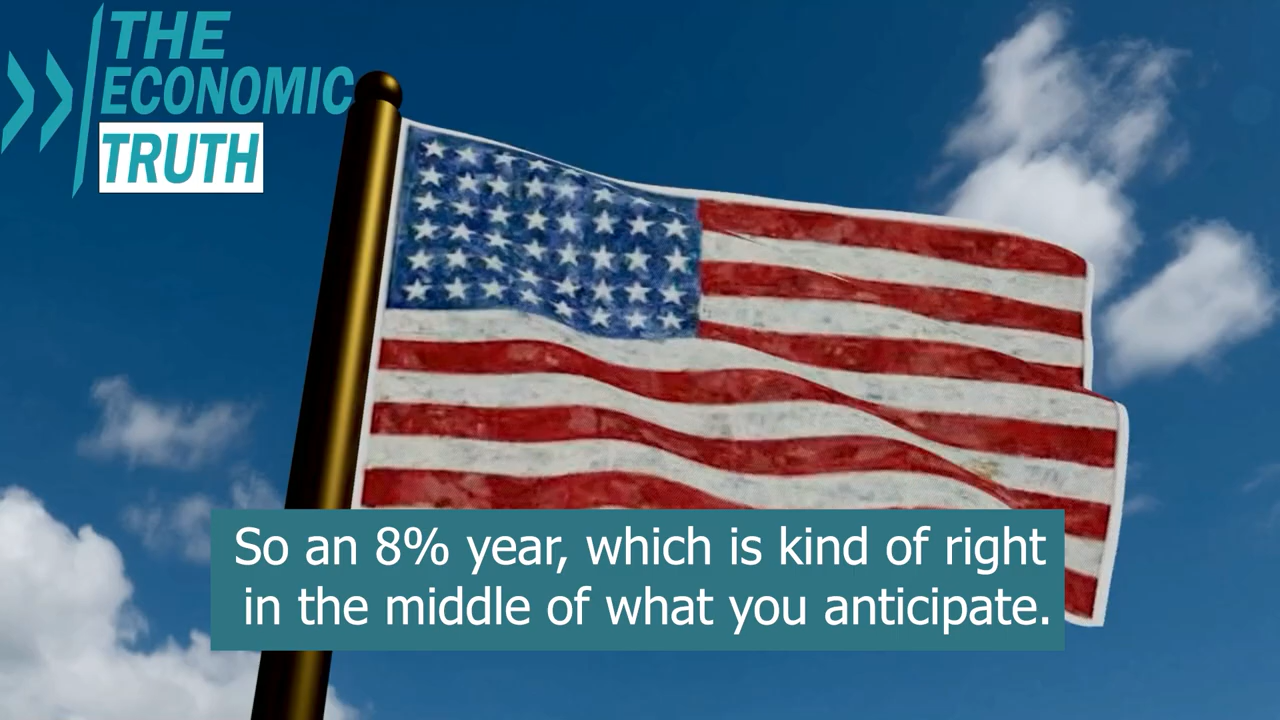 THE
ECONOMIC
TRUTH
So an 8% year, which is kind of right
in the middle of what you anticipate.